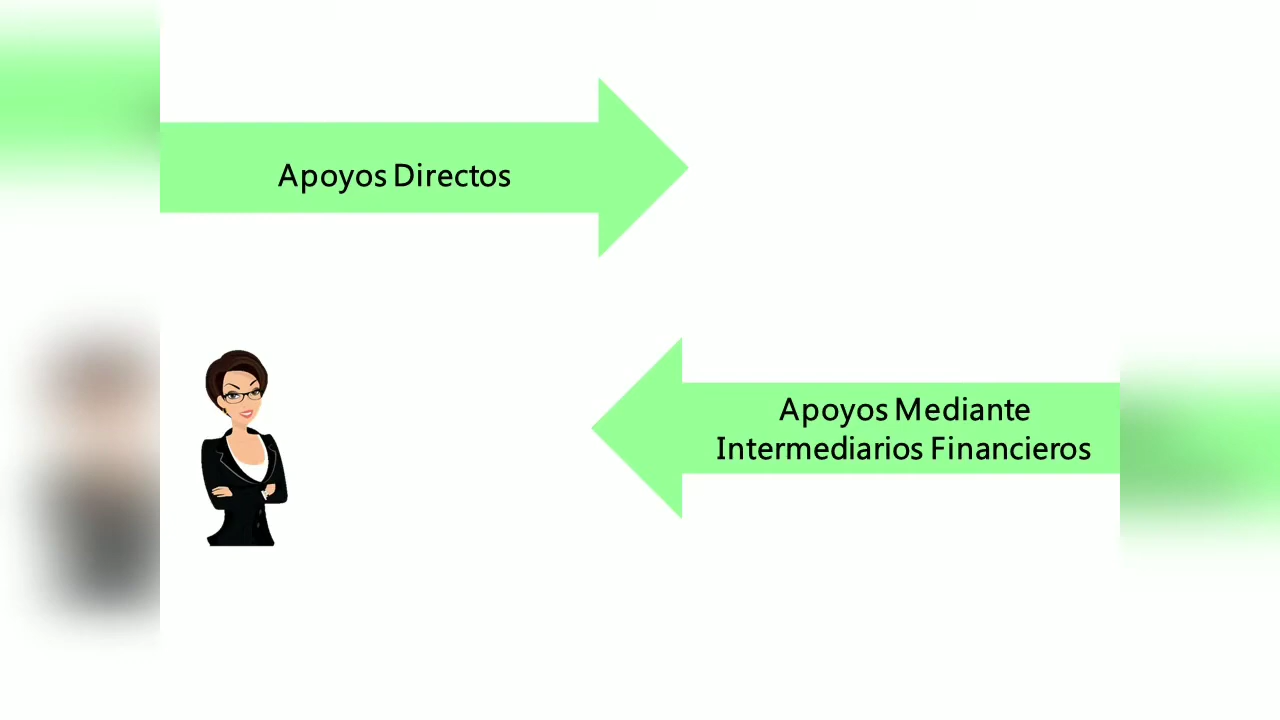 Apoyos Directos
Apoyos Mediante
Intermediarios Financieros